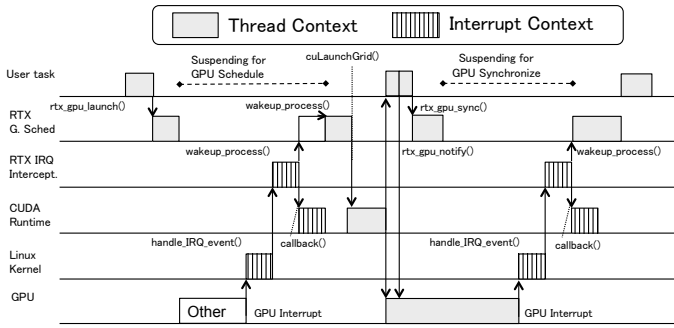 Thread Context
Interrupt Context
Suspending for
GPU Schedule
cuLaunchGrid()
Suspending for
GPU Synchronize
User task
rtx_gpu_launch()
wakeup_process()
rtx_gpu_sync()
RTX
G. Sched
wakeup_process()
rtx_gpu_notify()
wakeup_process()
RTX IRQ
Intercept.
CUDA
Runtime
handle_IRQ_event()
callback()
handle_IRQ_event()
callback()
Linux
Kernel
GPU
Other
GPU Interrupt
GPU Interrupt